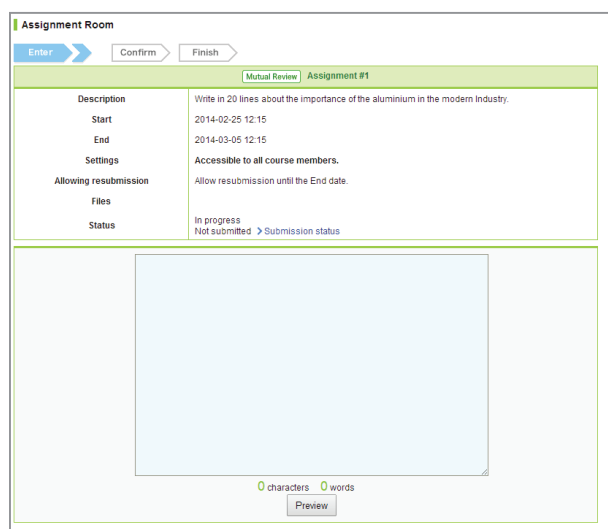 Assignment Room
Enter Confirm Finish
Mutual Review Assignment #1
Description Write in 20 lines about the importance of the aluminium in the modern Industry.
Start 2014-02-25 12:15
End 2014-03-05 12:15
Settings Accessible to all course members.
Allowing resubmission Allow resubmission until the End date.
Files
Status In progress
Not submitted Submission status
0 characters 0 words
Preview